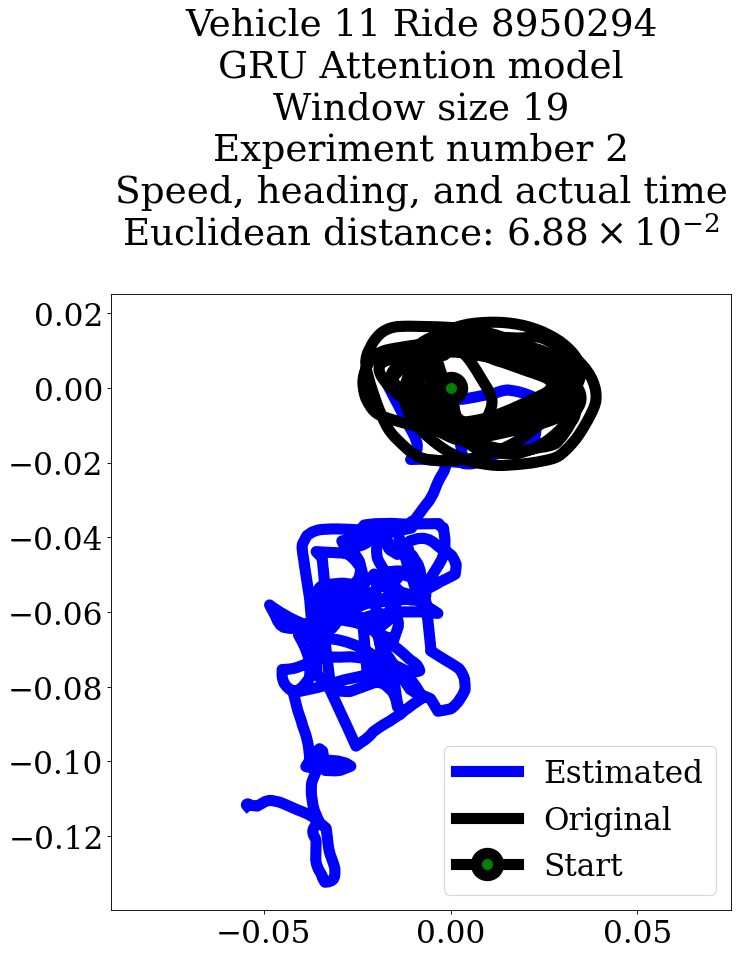 Vehicle 11 Ride 8950294
GRU Attention model
Window size 19
Experiment number 2
Speed, heading, and actual time
Euclidean distance: 6.88 × 10⁻²
0.02
0.00
−0.02
−0.04
−0.06
−0.08
−0.10
−0.12
Estimated
Original
Start
−0.05
0.00
0.05